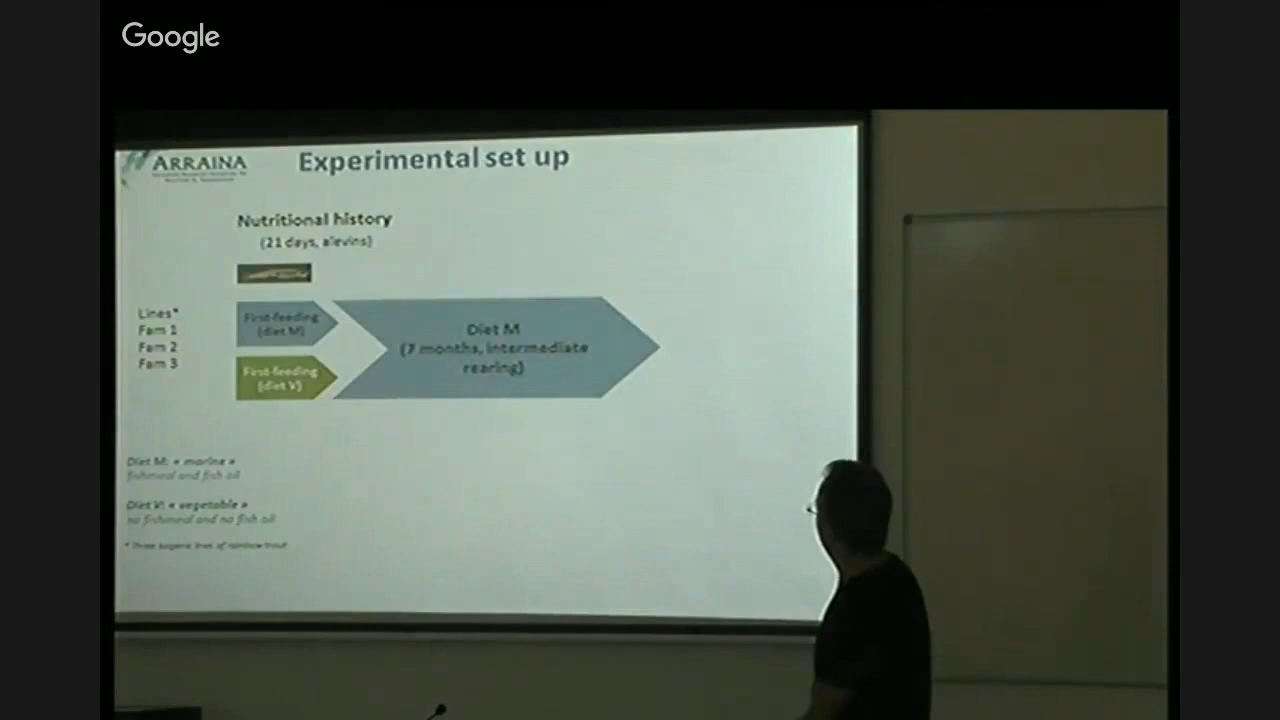 Google
ARRAINA
Experimental set up
Nutritional history
(21 days, alevins)
Lines*
Fam 1
Fam 2
Fam 3
First-feeding
(diet M)
First-feeding
(diet V)
Diet M
(7 months, intermediate
rearing)
Diet M: « marine »
fishmeal and fish oil
Diet V: « vegetable »
no fishmeal and no fish oil
* Three isogenic lines of rainbow trout